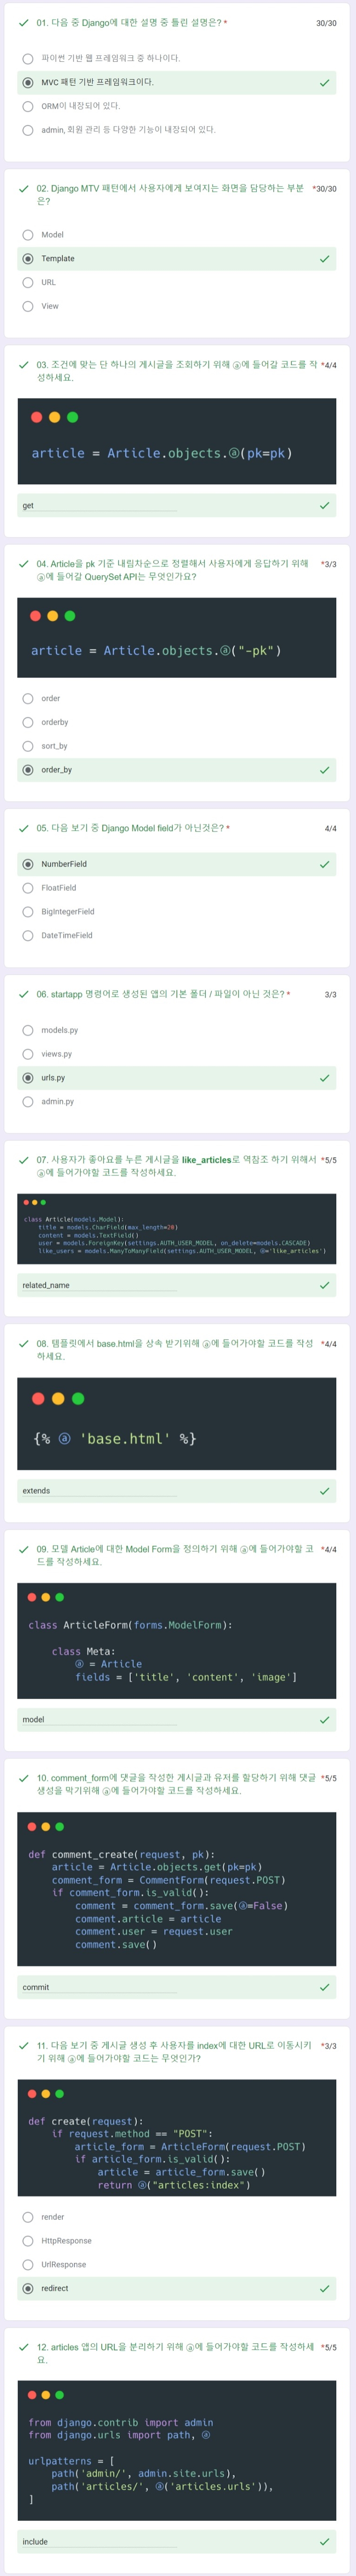 01. 다음 중 Django에 대한 설명 중 틀린 설명은? *
30/30
파이썬 기반 웹 프레임워크 중 하나이다.
MVC 패턴 기반 프레임워크이다.
ORM이 내장되어 있다.
admin, 회원 관리 등 다양한 기능이 내장되어 있다.
02. Django MTV 패턴에서 사용자에게 보여지는 화면을 담당하는 부분 *30/30
은?
Model
Template
URL
View
03. 조건에 맞는 단 하나의 게시글을 조회하기 위해 ⓐ에 들어갈 코드를 작 *4/4
성하세요.
article = Article.objects.ⓐ(pk=pk)
get
04. Article을 pk 기준 내림차순으로 정렬해서 사용자에게 응답하기 위해 *3/3
ⓐ에 들어갈 QuerySet API는 무엇인가요?
article = Article.objects.ⓐ("-pk")
order
orderby
sort_by
order_by
05. 다음 보기 중 Django Model field가 아닌것은? *
4/4
NumberField
FloatField
BigIntegerField
DateTimeField
06. startapp 명령어로 생성된 앱의 기본 폴더 / 파일이 아닌 것은? *
3/3
models.py
views.py
urls.py
admin.py
07. 사용자가 좋아요를 누른 게시글을 like_articles로 역참조 하기 위해서 *5/5
ⓐ에 들어가야할 코드를 작성하세요.
class Article(models.Model):
title = models.CharField(max_length=20)
content = models.TextField()
user = models.ForeignKey(settings.AUTH_USER_MODEL, on_delete=models.CASCADE)
like_users = models.ManyToManyField(settings.AUTH_USER_MODEL, ⓐ='like_articles')
related_name
08. 템플릿에서 base.html을 상속 받기위해 ⓐ에 들어가야할 코드를 작성 *4/4
하세요.
{% ⓐ 'base.html' %}
extends
09. 모델 Article에 대한 Model Form을 정의하기 위해 ⓐ에 들어가야할 코 *4/4
드를 작성하세요.
class ArticleForm(forms.ModelForm):
class Meta:
ⓐ = Article
fields = ['title', 'content', 'image']
model
10. comment_form에 댓글을 작성한 게시글과 유저를 할당하기 위해 댓글 *5/5
생성을 막기위해 ⓐ에 들어가야할 코드를 작성하세요.
def comment_create(request, pk):
article = Article.objects.get(pk=pk)
comment_form = CommentForm(request.POST)
if comment_form.is_valid():
comment = comment_form.save(ⓐ=False)
comment.article = article
comment.user = request.user
comment.save()
commit
11. 다음 보기 중 게시글 생성 후 사용자를 index에 대한 URL로 이동시키 *3/3
기 위해 ⓐ에 들어가야할 코드는 무엇인가?
def create(request):
if request.method == "POST":
article_form = ArticleForm(request.POST)
if article_form.is_valid():
article = article_form.save()
return ⓐ("articles:index")
render
HttpResponse
UrlResponse
redirect
12. articles 앱의 URL을 분리하기 위해 ⓐ에 들어가야할 코드를 작성하세 *5/5
요.
from django.contrib import admin
from django.urls import path, ⓐ
urlpatterns = [
path('admin/', admin.site.urls),
path('articles/', ⓐ('articles.urls')),
]
include